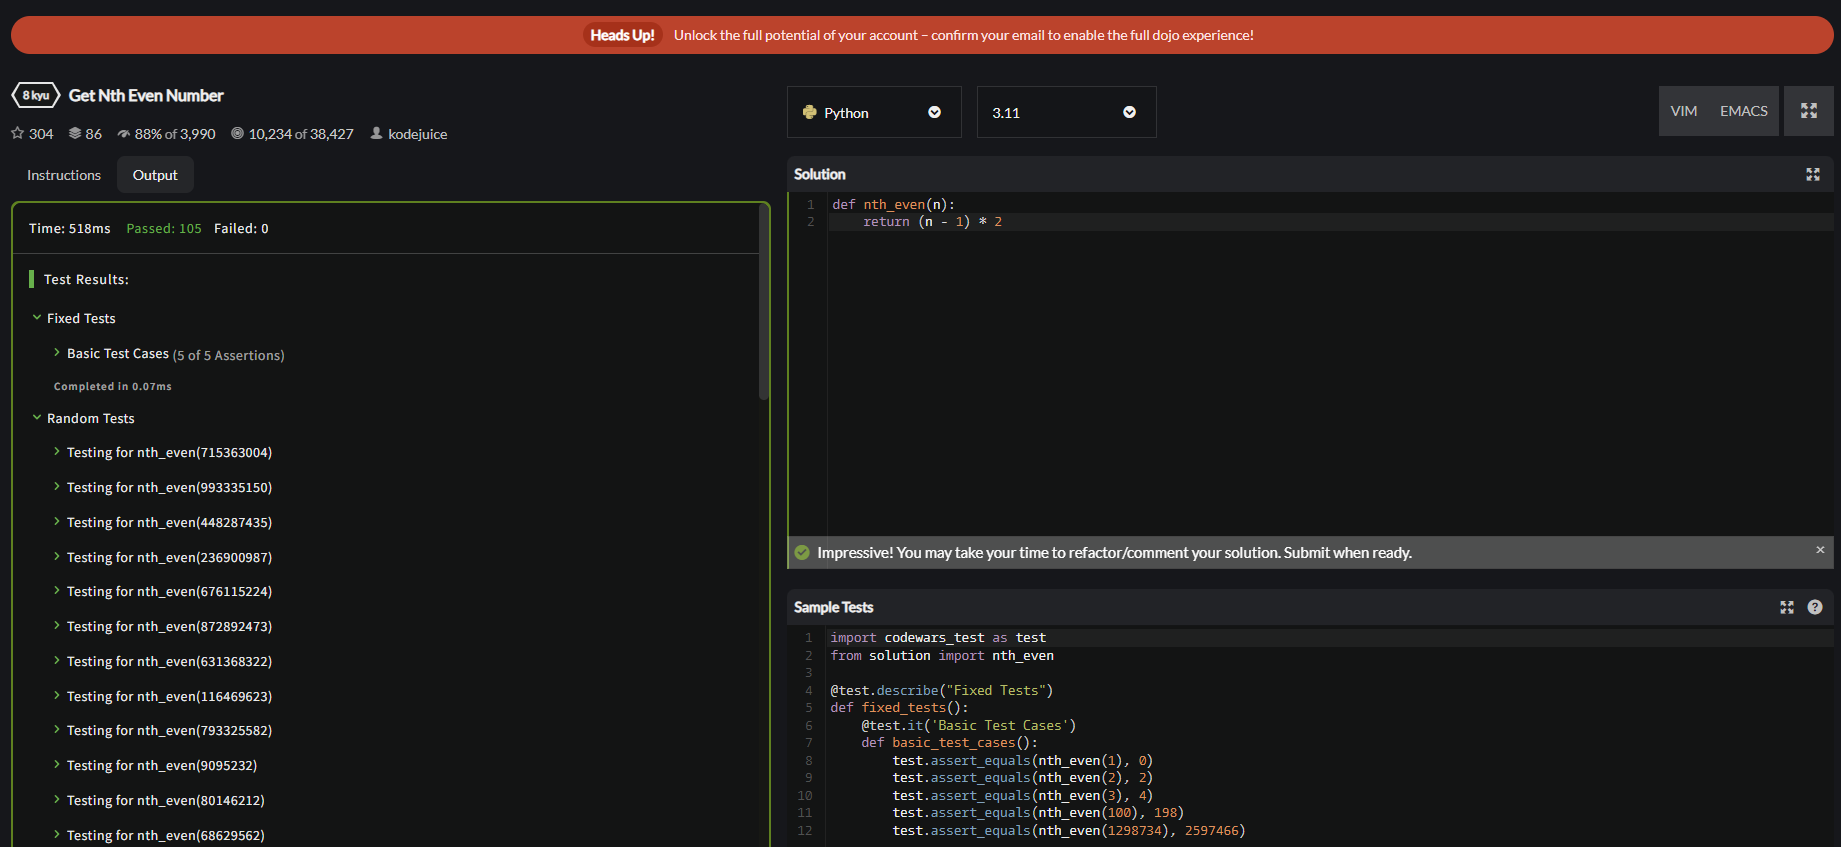 Heads Up! Unlock the full potential of your account – confirm your email to enable the full dojo experience!
8 kyu Get Nth Even Number
304 86 88% of 3,990 10,234 of 38,427 kodejuice
Instructions Output
Time: 518ms Passed: 105 Failed: 0
Test Results:
Fixed Tests
Basic Test Cases (5 of 5 Assertions)
Completed in 0.07ms
Random Tests
Testing for nth_even(715363004)
Testing for nth_even(993335150)
Testing for nth_even(448287435)
Testing for nth_even(236900987)
Testing for nth_even(676115224)
Testing for nth_even(872892473)
Testing for nth_even(631368322)
Testing for nth_even(116469623)
Testing for nth_even(793325582)
Testing for nth_even(9095232)
Testing for nth_even(80146212)
Testing for nth_even(68629562)
Python 3.11 VIM EMACS
Solution
1 def nth_even(n):
2     return (n - 1) * 2
Impressive! You may take your time to refactor/comment your solution. Submit when ready. ×
Sample Tests ?
1 import codewars_test as test
2 from solution import nth_even
3
4 @test.describe("Fixed Tests")
5 def fixed_tests():
6     @test.it('Basic Test Cases')
7     def basic_test_cases():
8         test.assert_equals(nth_even(1), 0)
9         test.assert_equals(nth_even(2), 2)
10         test.assert_equals(nth_even(3), 4)
11         test.assert_equals(nth_even(100), 198)
12         test.assert_equals(nth_even(1298734), 2597466)